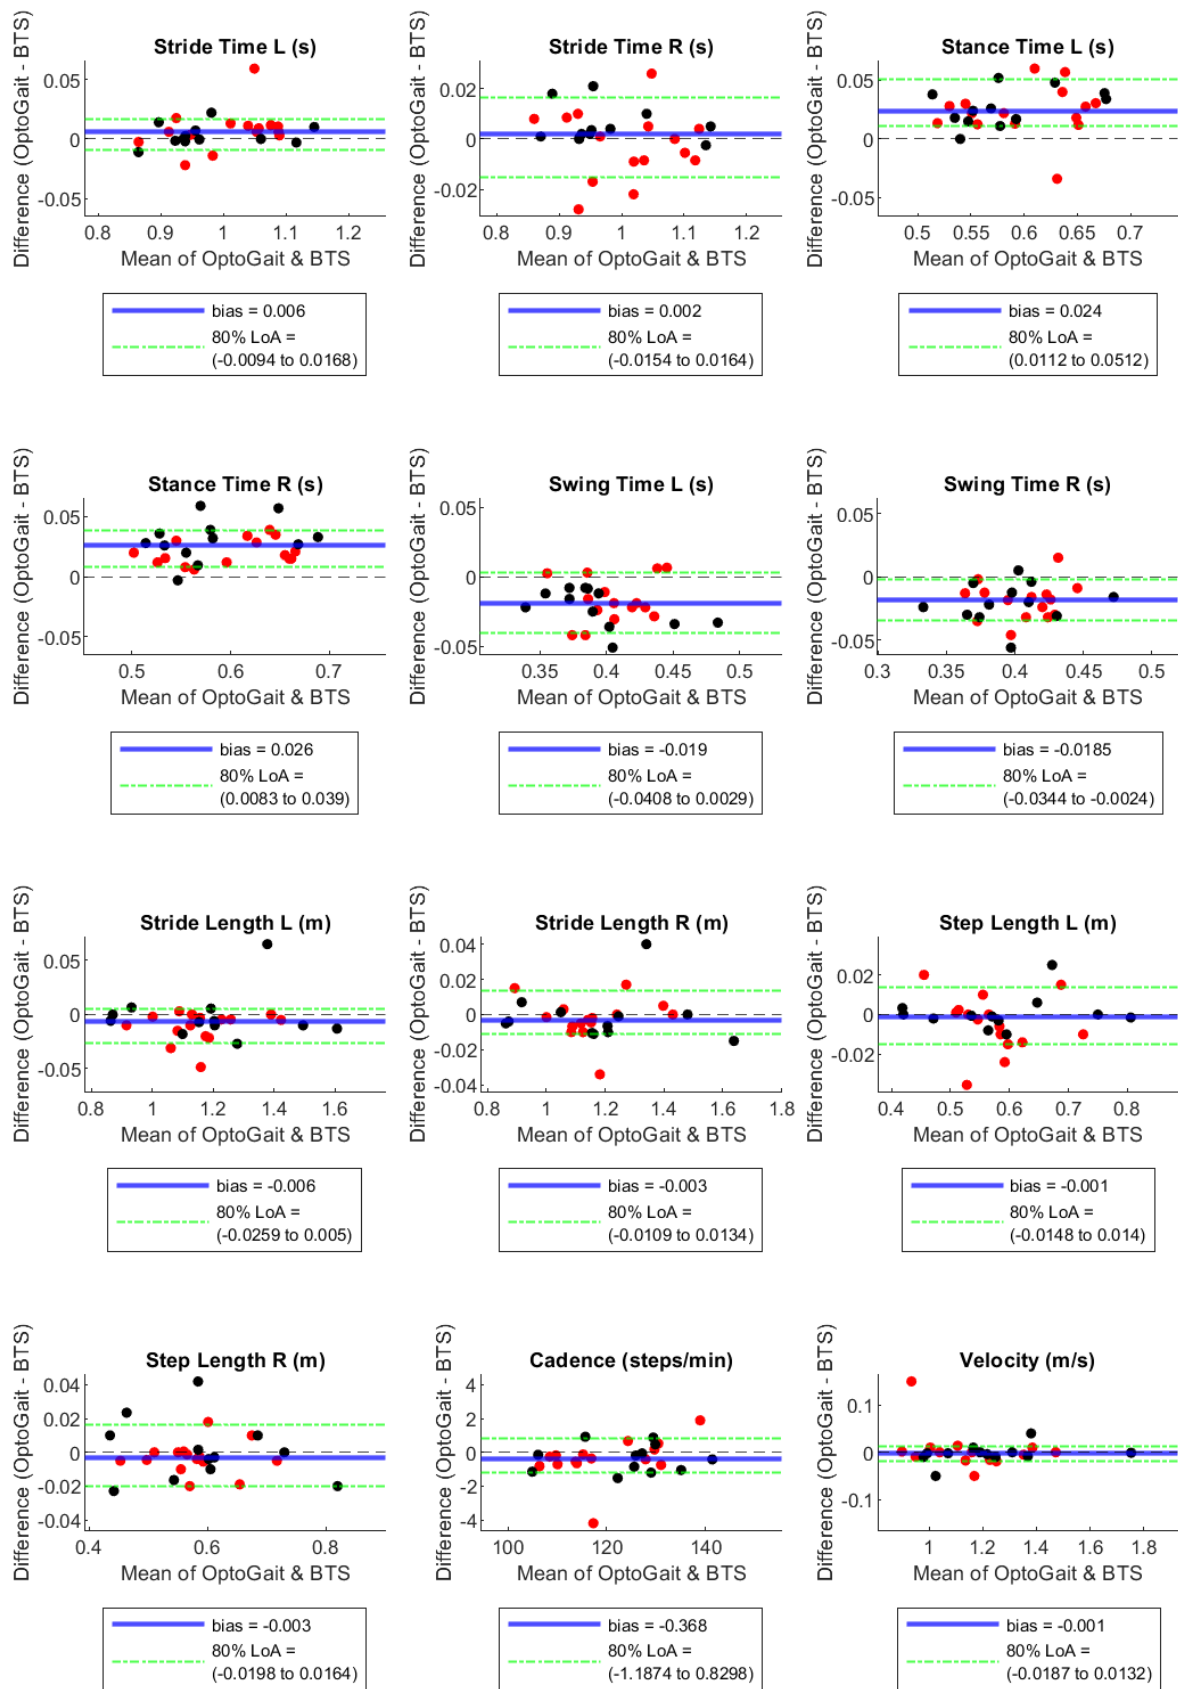 Stride Time L (s)
Difference (OptoGait - BTS)
0.05
0
-0.05
0.8 0.9 1 1.1 1.2
Mean of OptoGait & BTS
bias = 0.006
80% LoA =
(-0.0094 to 0.0168)
Stride Time R (s)
Difference (OptoGait - BTS)
0.02
0
-0.02
0.8 0.9 1 1.1 1.2
Mean of OptoGait & BTS
bias = 0.002
80% LoA =
(-0.0154 to 0.0164)
Stance Time L (s)
Difference (OptoGait - BTS)
0.05
0
-0.05
0.5 0.55 0.6 0.65 0.7
Mean of OptoGait & BTS
bias = 0.024
80% LoA =
(0.0112 to 0.0512)
Stance Time R (s)
Difference (OptoGait - BTS)
0.05
0
-0.05
0.5 0.6 0.7
Mean of OptoGait & BTS
bias = 0.026
80% LoA =
(0.0083 to 0.039)
Swing Time L (s)
Difference (OptoGait - BTS)
0.05
0
-0.05
0.35 0.4 0.45 0.5
Mean of OptoGait & BTS
bias = -0.019
80% LoA =
(-0.0408 to 0.0029)
Swing Time R (s)
Difference (OptoGait - BTS)
0.05
0
-0.05
0.3 0.35 0.4 0.45 0.5
Mean of OptoGait & BTS
bias = -0.0185
80% LoA =
(-0.0344 to -0.0024)
Stride Length L (m)
Difference (OptoGait - BTS)
0.05
0
-0.05
0.8 1 1.2 1.4 1.6
Mean of OptoGait & BTS
bias = -0.006
80% LoA =
(-0.0259 to 0.005)
Stride Length R (m)
Difference (OptoGait - BTS)
0.04
0.02
0
-0.02
-0.04
0.8 1 1.2 1.4 1.6 1.8
Mean of OptoGait & BTS
bias = -0.003
80% LoA =
(-0.0109 to 0.0134)
Step Length L (m)
Difference (OptoGait - BTS)
0.02
0
-0.02
0.4 0.5 0.6 0.7 0.8
Mean of OptoGait & BTS
bias = -0.001
80% LoA =
(-0.0148 to 0.014)
Step Length R (m)
Difference (OptoGait - BTS)
0.04
0.02
0
-0.02
-0.04
0.4 0.6 0.8
Mean of OptoGait & BTS
bias = -0.003
80% LoA =
(-0.0198 to 0.0164)
Cadence (steps/min)
Difference (OptoGait - BTS)
4
2
0
-2
-4
100 120 140
Mean of OptoGait & BTS
bias = -0.368
80% LoA =
(-1.1874 to 0.8298)
Velocity (m/s)
Difference (OptoGait - BTS)
0.1
0
-0.1
1 1.2 1.4 1.6 1.8
Mean of OptoGait & BTS
bias = -0.001
80% LoA =
(-0.0187 to 0.0132)